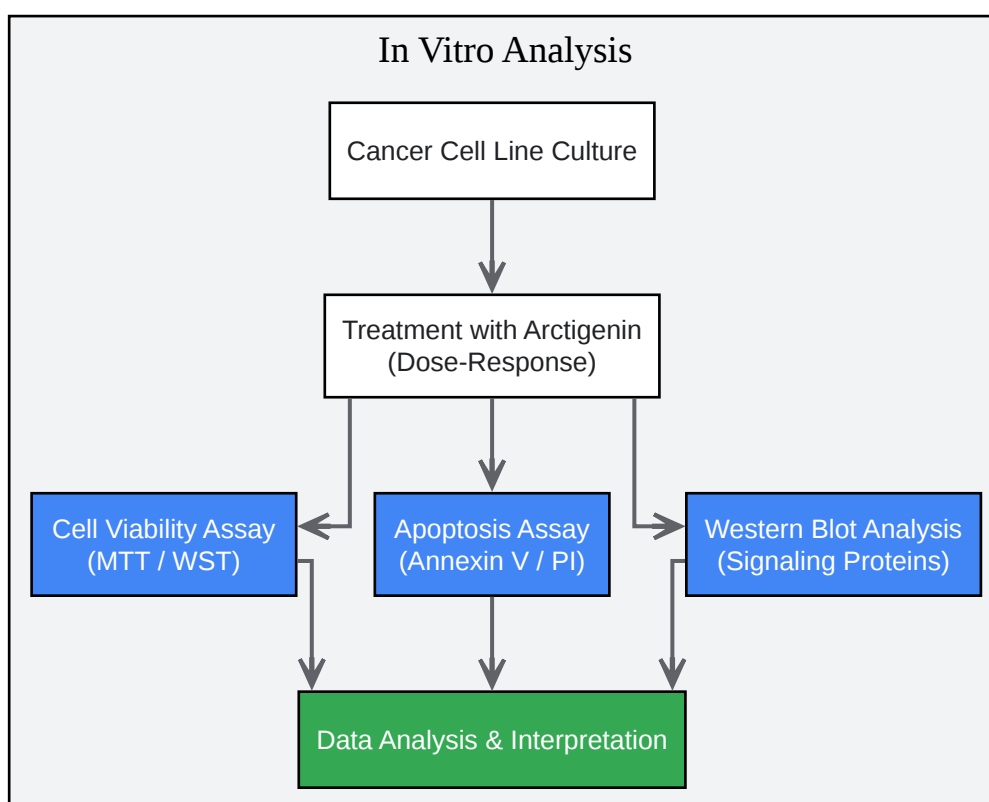 In Vitro Analysis
Cancer Cell Line Culture
Treatment with Arctigenin
(Dose-Response)
Cell Viability Assay
(MTT / WST)
Apoptosis Assay
(Annexin V / PI)
Western Blot Analysis
(Signaling Proteins)
Data Analysis & Interpretation